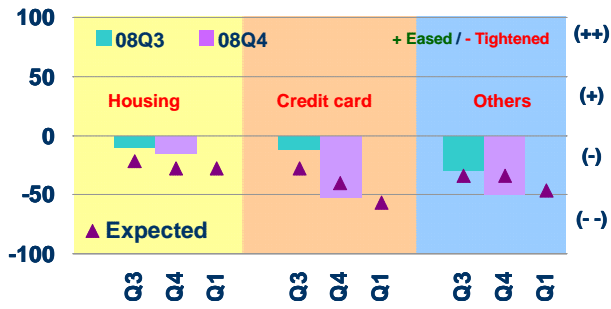 100
08Q3 08Q4 + Eased / - Tightened (++)
50
Housing Credit card Others (+)
0
(-)
-50
Expected (- -)
-100
Q3 Q4 Q1 Q3 Q4 Q1 Q3 Q4 Q1